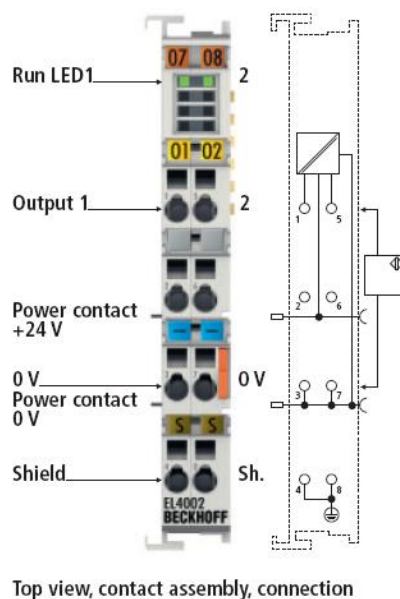 07 08
Run LED1
2
01 02
Output 1
2
1
5
2
6
Power contact
+24 V
0 V
0 V
Power contact
0 V
3
7
S S
Shield
Sh.
4
8
EL4002
BECKHOFF
Top view, contact assembly, connection